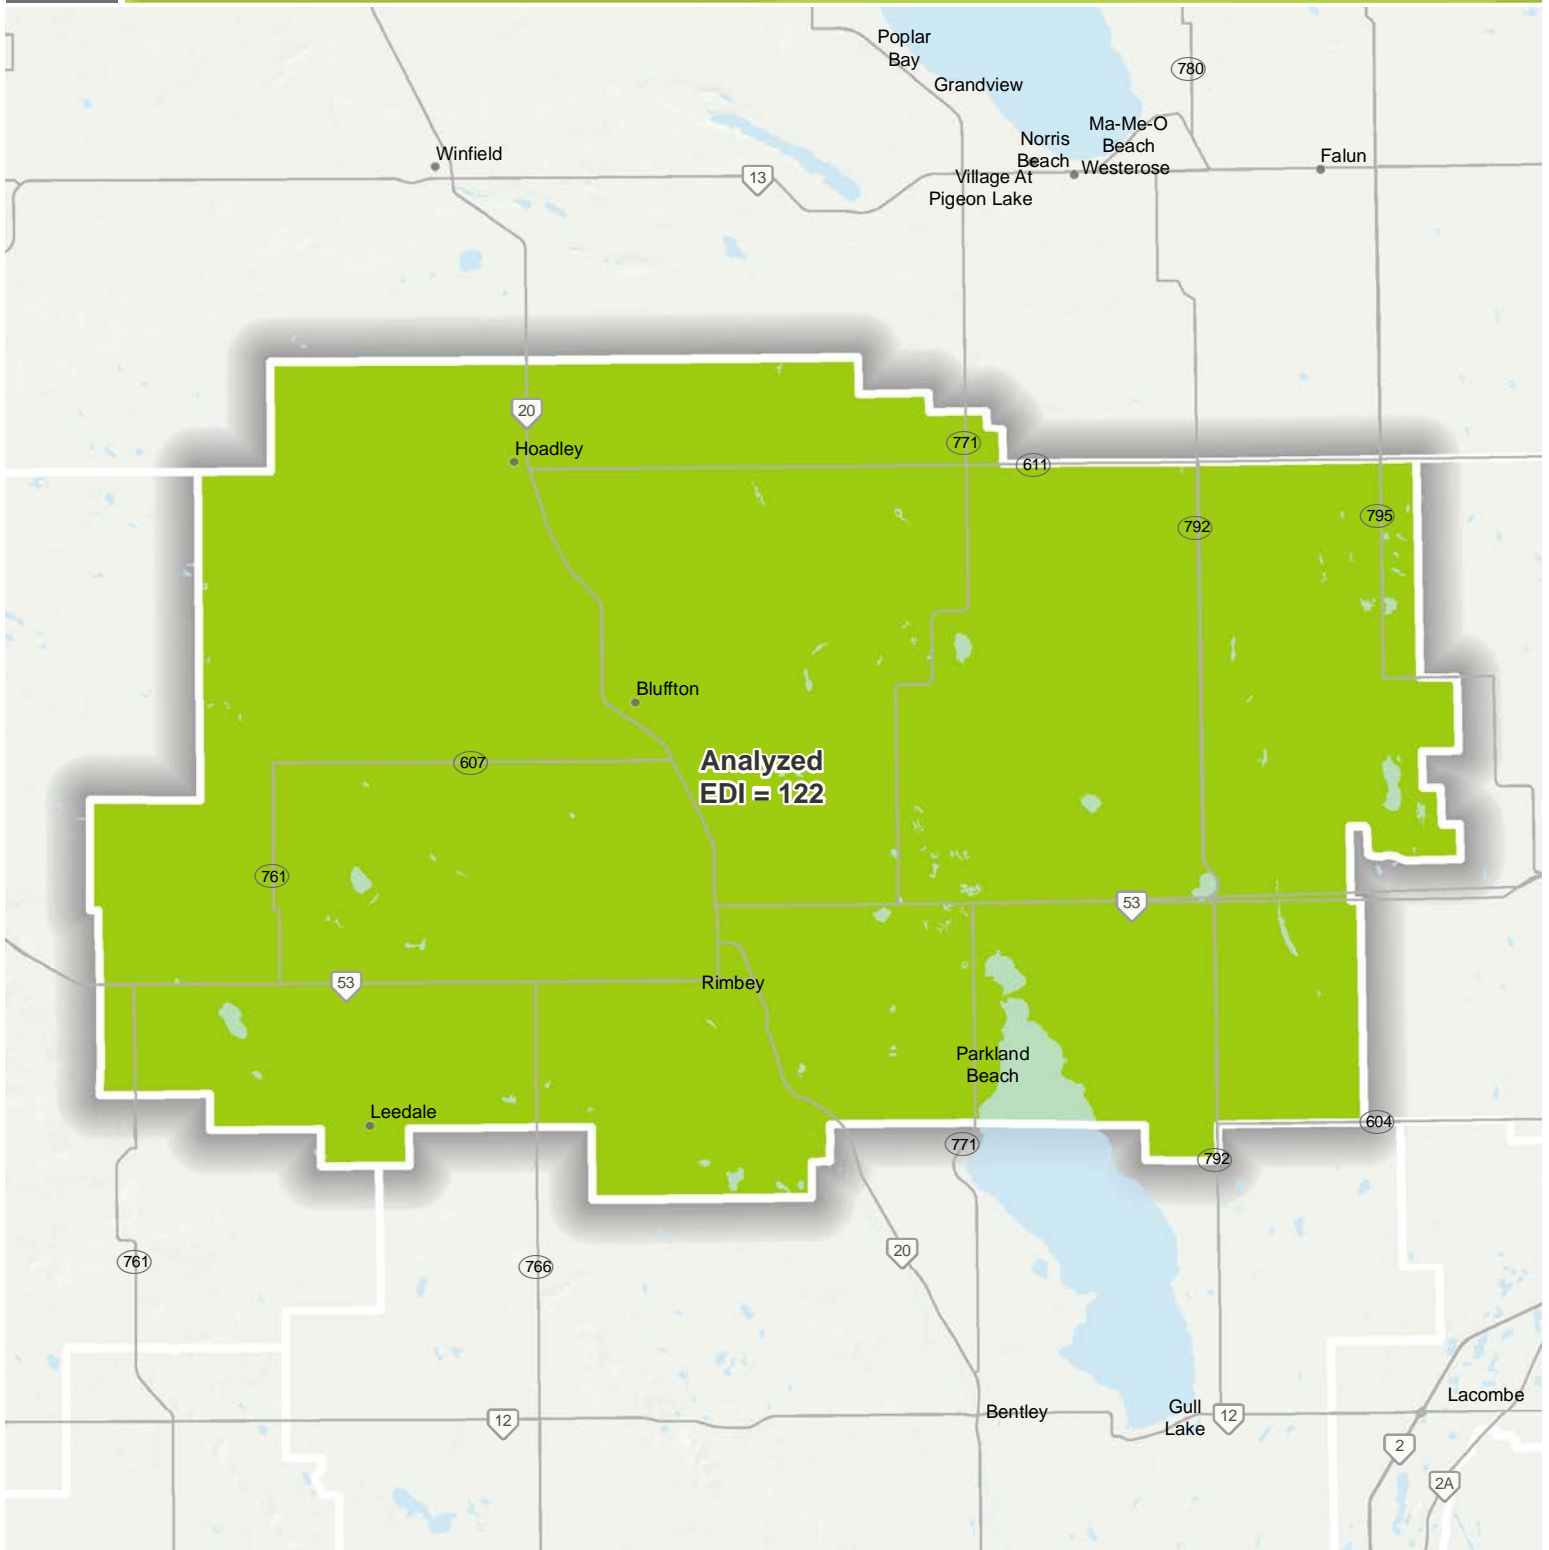 Poplar
Bay
Grandview
780
Ma-Me-O
Beach
Norris
Beach
Westerose
Falun
Winfield
13
Village At
Pigeon Lake
20
Hoadley
771
611
792
795
Bluffton
607
Analyzed
EDI = 122
761
53
53
Rimbey
Parkland
Beach
Leedale
604
771
792
761
766
20
12
Bentley
Gull
Lake
12
Lacombe
2
2A